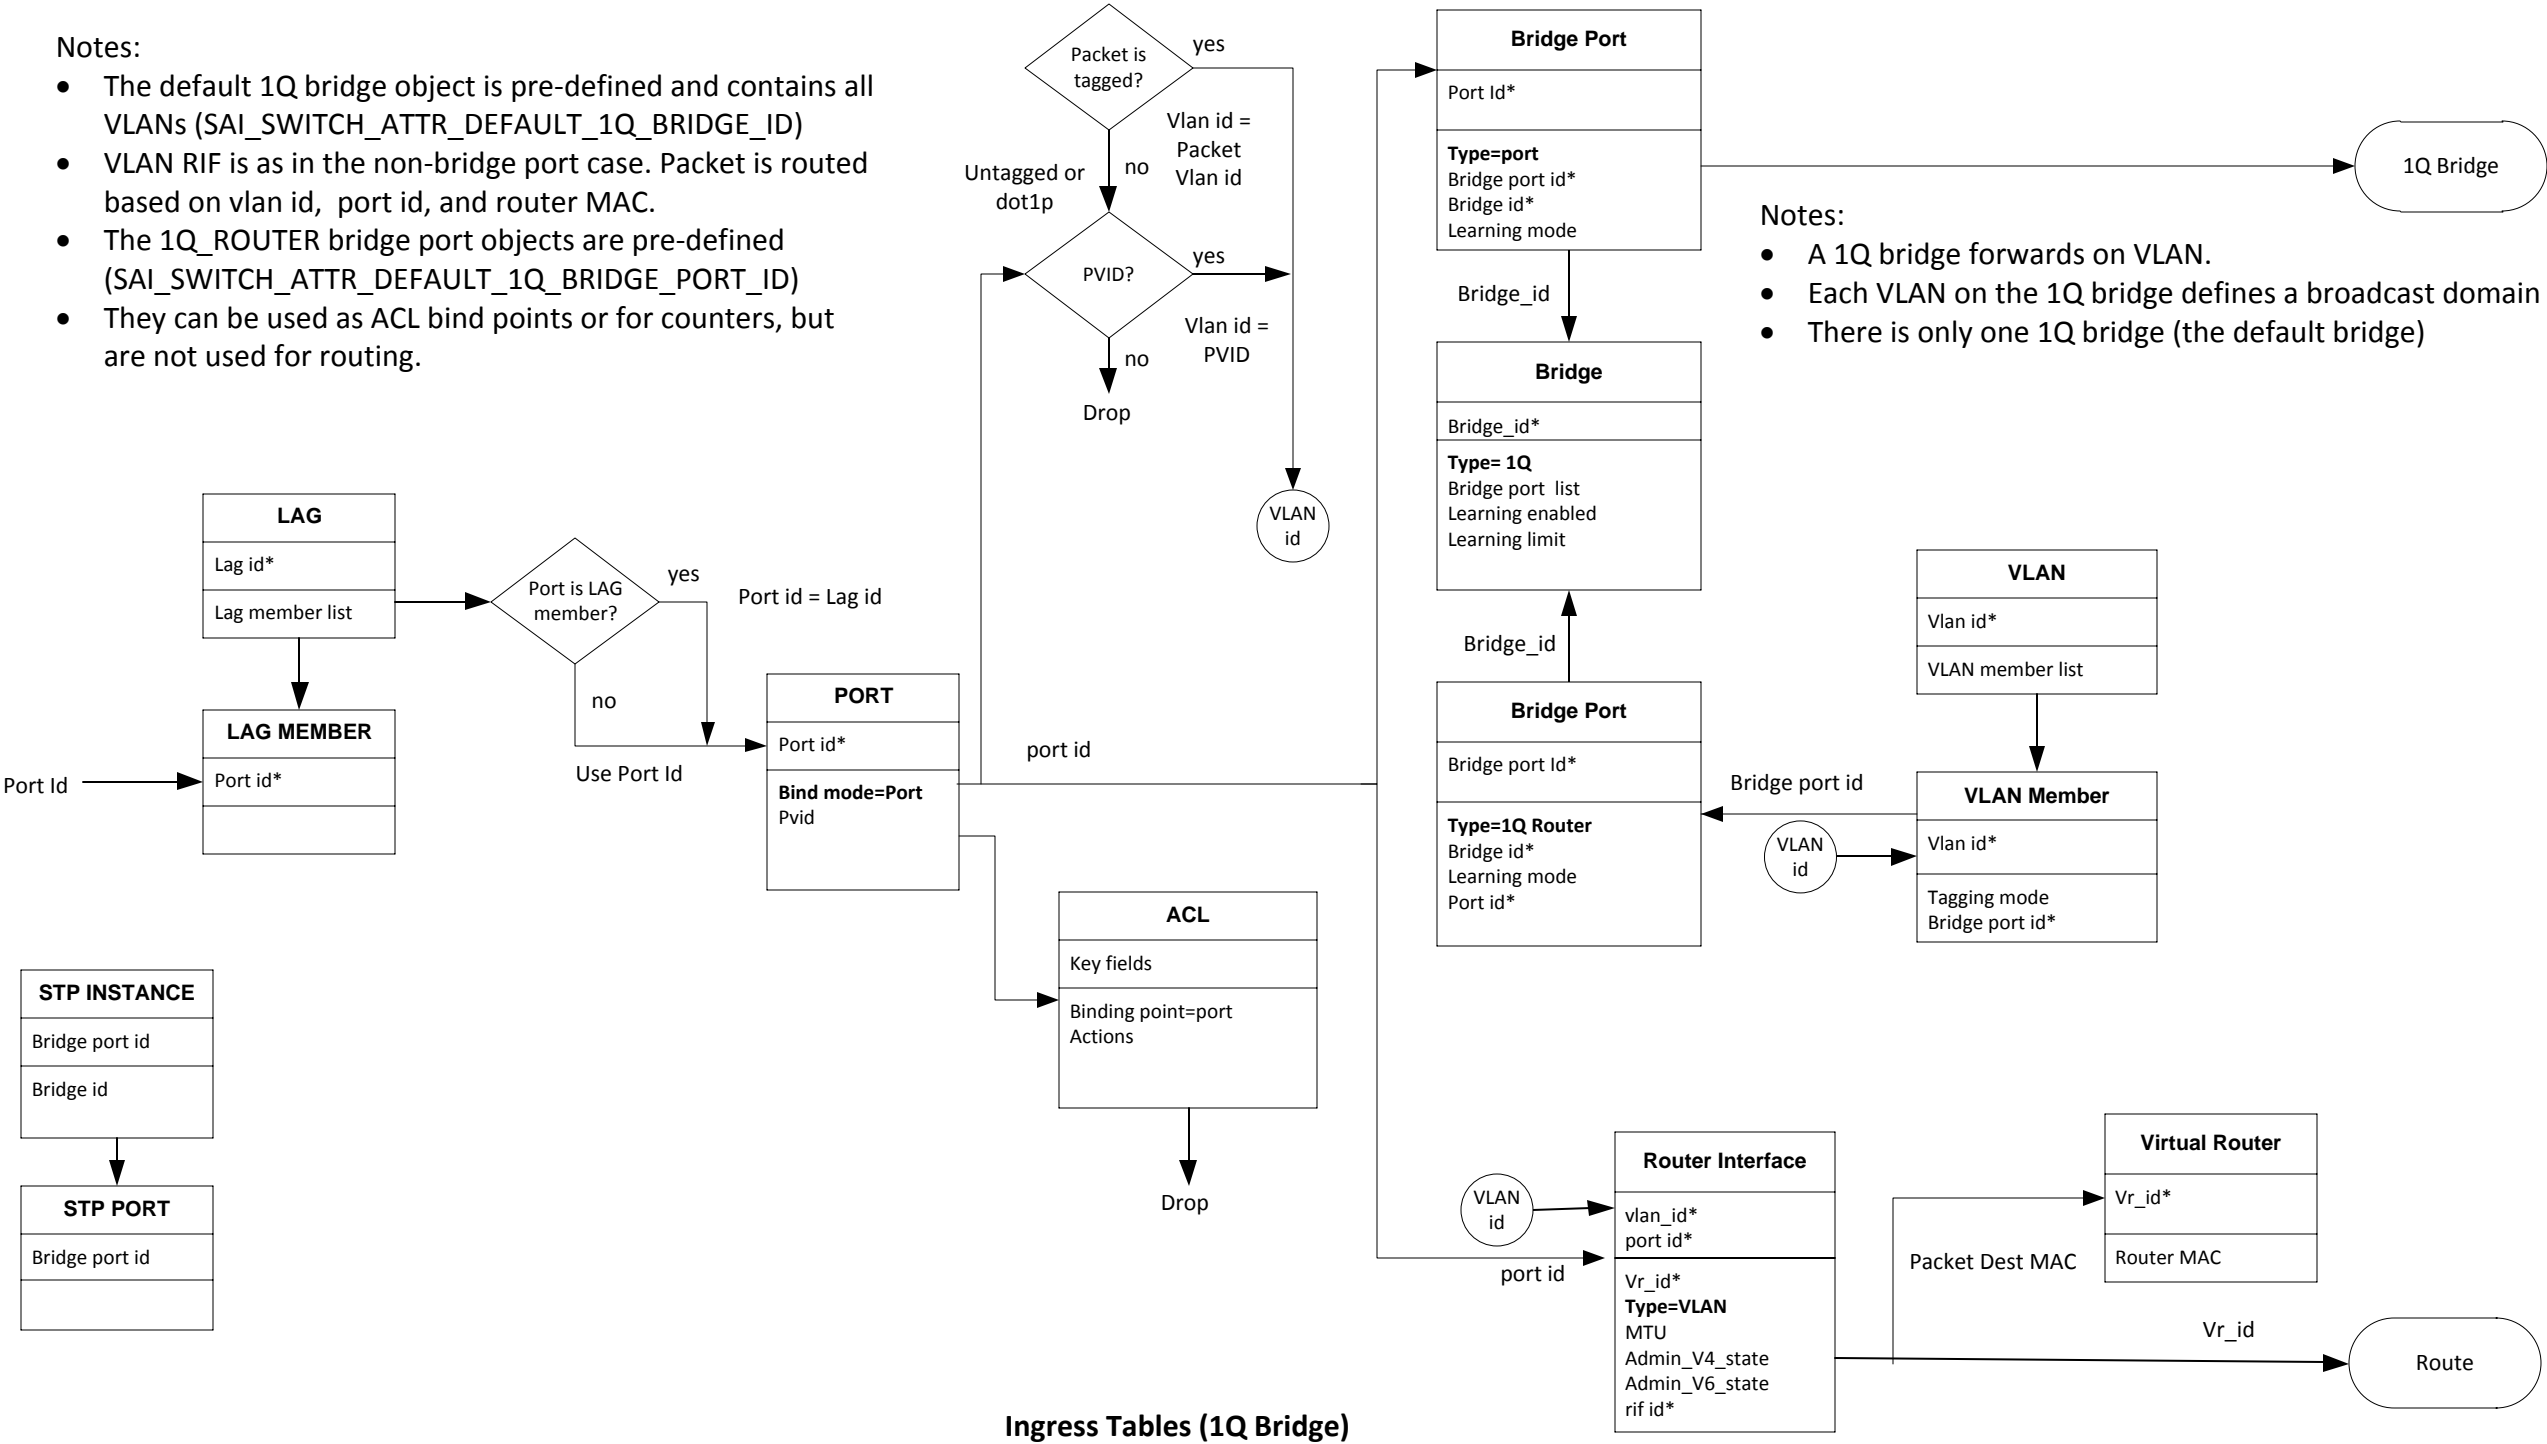 Notes:
• The default 1Q bridge object is pre-defined and contains all
VLANs (SAI_SWITCH_ATTR_DEFAULT_1Q_BRIDGE_ID)
• VLAN RIF is as in the non-bridge port case. Packet is routed
based on vlan id, port id, and router MAC.
• The 1Q_ROUTER bridge port objects are pre-defined
(SAI_SWITCH_ATTR_DEFAULT_1Q_BRIDGE_PORT_ID)
• They can be used as ACL bind points or for counters, but
are not used for routing.
Packet is
tagged?
yes
Vlan id =
Packet
Vlan id
no
Untagged or
dot1p
PVID?
yes
Vlan id =
PVID
no
Drop
VLAN
id
Bridge Port
Port Id*
Type=port
Bridge port id*
Bridge id*
Learning mode
1Q Bridge
Notes:
• A 1Q bridge forwards on VLAN.
• Each VLAN on the 1Q bridge defines a broadcast domain
• There is only one 1Q bridge (the default bridge)
Bridge_id
Bridge
Bridge_id*
Type= 1Q
Bridge port list
Learning enabled
Learning limit
Bridge_id
Bridge Port
Bridge port Id*
Type=1Q Router
Bridge id*
Learning mode
Port id*
VLAN
Vlan id*
VLAN member list
Bridge port id
VLAN
id
VLAN Member
Vlan id*
Tagging mode
Bridge port id*
LAG
Lag id*
Lag member list
LAG MEMBER
Port id*
Port Id
Port is LAG
member?
yes
Port id = Lag id
no
Use Port Id
PORT
Port id*
Bind mode=Port
Pvid
port id
ACL
Key fields
Binding point=port
Actions
Drop
STP INSTANCE
Bridge port id
Bridge id
STP PORT
Bridge port id
VLAN
id
port id
Router Interface
vlan_id*
port id*
Vr_id*
Type=VLAN
MTU
Admin_V4_state
Admin_V6_state
rif id*
Packet Dest MAC
Virtual Router
Vr_id*
Router MAC
Vr_id
Route
Ingress Tables (1Q Bridge)